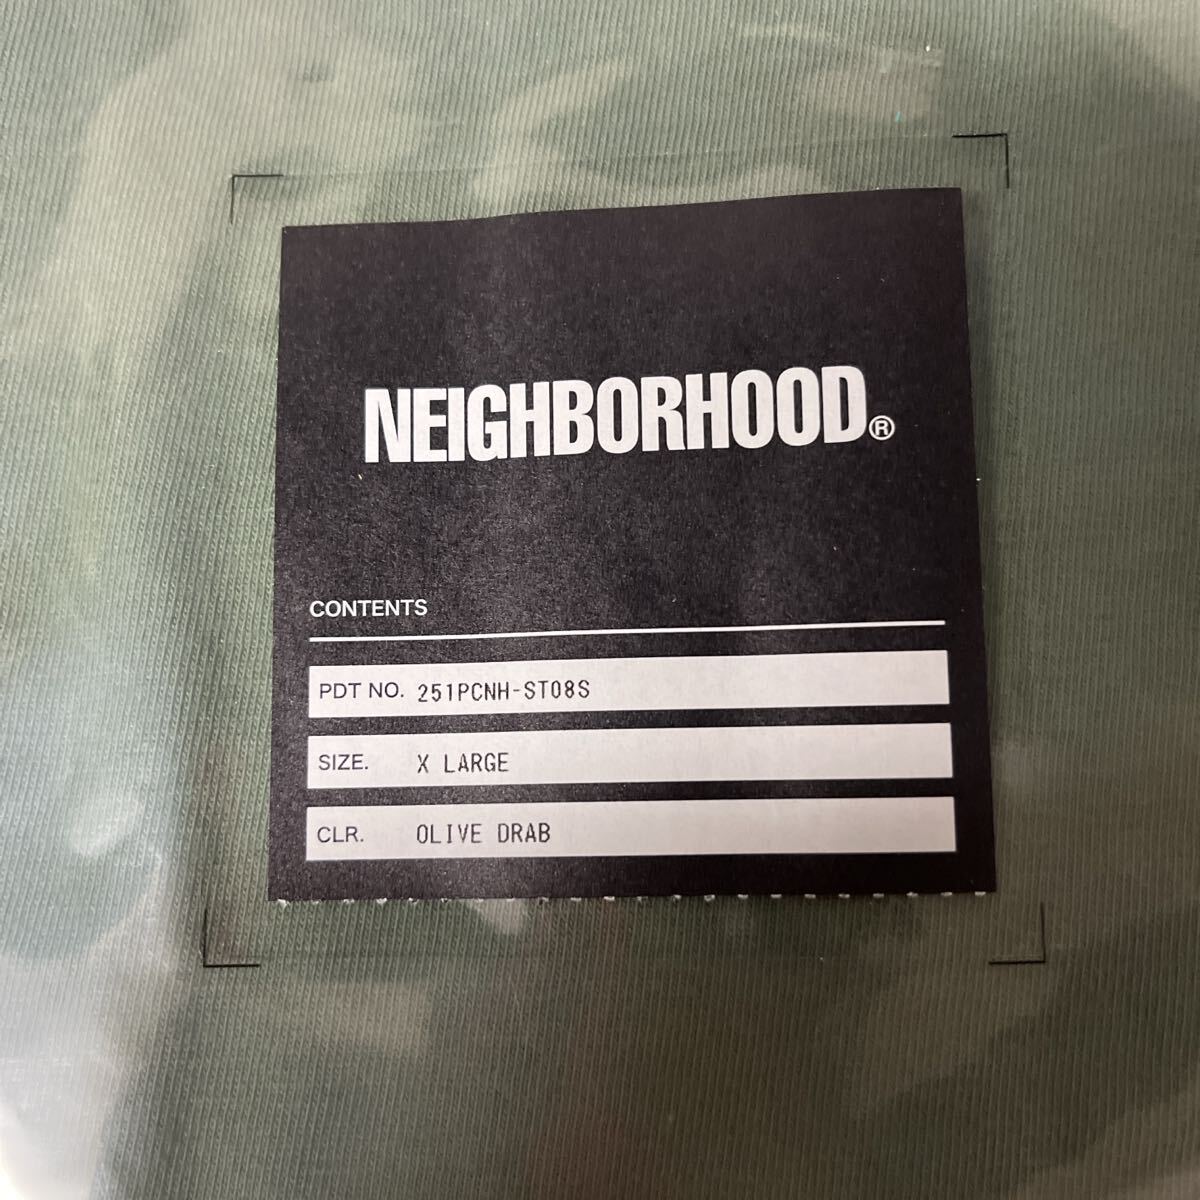 NEIGHBORHOOD®
CONTENTS
PDT NO. 251PCNH-ST08S
SIZE. X LARGE
CLR. OLIVE DRAB